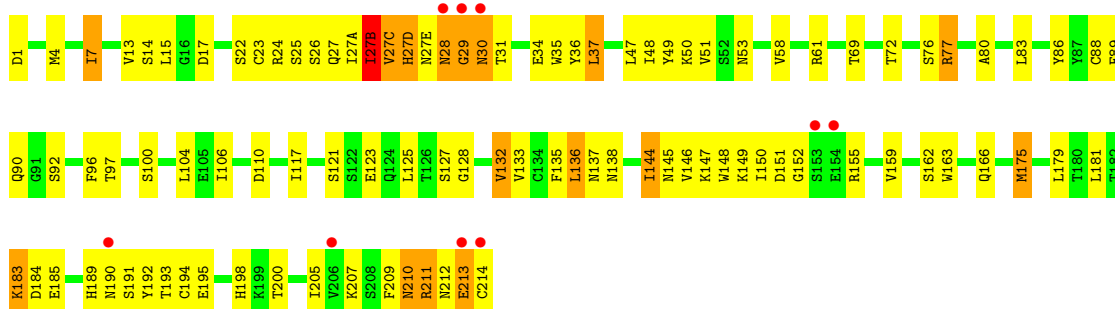 D1 M4 I7 V13 S14 L15 G16 D17 S22 C23 R24 S25 S26 Q27 I27A I27B V27C H27D N27E N28 G29 N30 T31 E34 W35 Y36 L37 L47 I48 Y49 K50 V51 S52 N53 V58 R61 T69 T72 S76 R77 A80 L83 Y86 Y87 C88
Q90 G91 S92 F96 T97 S100 L104 E105 I106 D110 I117 S121 S122 E123 Q124 L125 T126 S127 G128 V132 V133 C134 F135 L136 N137 N138 I144 N145 V146 K147 W148 K149 I150 D151 G152 S153 E154 R155 V159 S162 W163 Q166 M175 L179 T180 L181
K183 D184 E185 H189 N190 S191 Y192 T193 C194 E195 H198 K199 T200 I205 V206 K207 S208 F209 N210 R211 N212 E213 C214